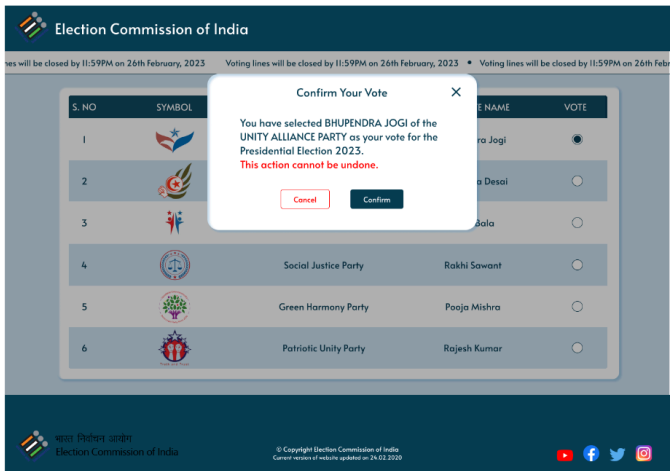 Election Commission of India
nes will be closed by 11:59PM on 26th February, 2023 Voting lines will be closed by 11:59PM on 26th February, 2023 • Voting lines will be closed by 11:59PM on 26th Febr
Confirm Your Vote
You have selected BHUPENDRA JOGI of the
UNITY ALLIANCE PARTY as your vote for the
Presidential Election 2023.
This action cannot be undone.
Cancel Confirm
S. NO SYMBOL E NAME VOTE
1 ra Jogi
2 a Desai
3 Bala
4 Social Justice Party Rakhi Sawant
5 Green Harmony Party Pooja Mishra
6 Patriotic Unity Party Rajesh Kumar
भारत निर्वाचन आयोग
Election Commission of India
© Copyright Election Commission of India
Current version of website updated on 24.02.2020